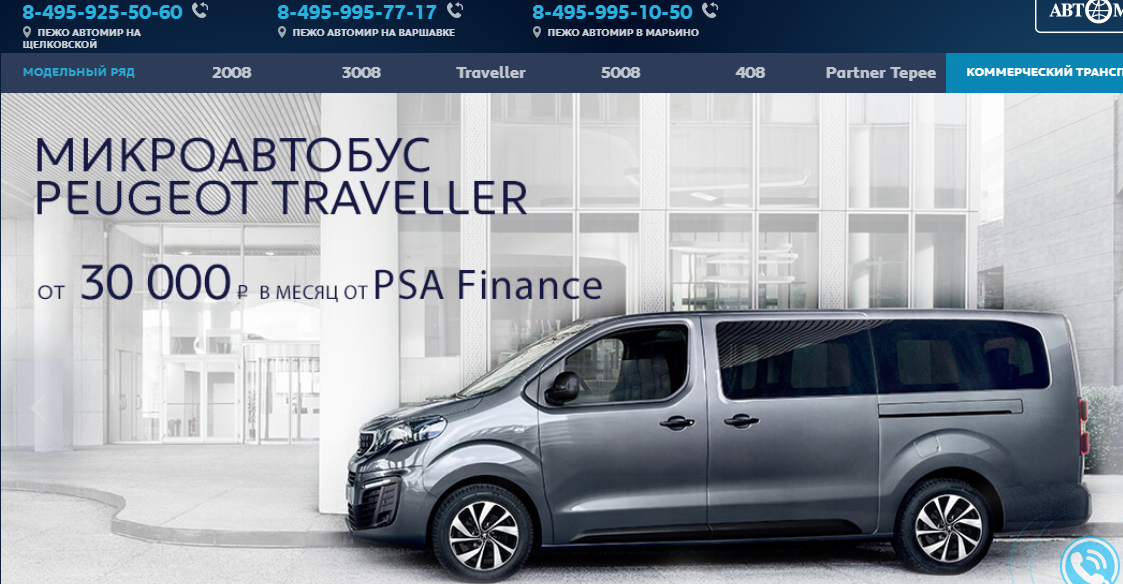 8-495-925-50-60
ПЕЖО АВТОМИР НА
ЩЕЛКОВСКОЙ
8-495-995-77-17
ПЕЖО АВТОМИР НА ВАРШАВКЕ
8-495-995-10-50
ПЕЖО АВТОМИР В МАРЬИНО
МОДЕЛЬНЫЙ РЯД 2008 3008 Traveller 5008 408 Partner Tepee КОММЕРЧЕСКИЙ ТРАНСП
МИКРОАВТОБУС
PEUGEOT TRAVELLER
ОТ 30 000 ₽ В МЕСЯЦ ОТ PSA Finance